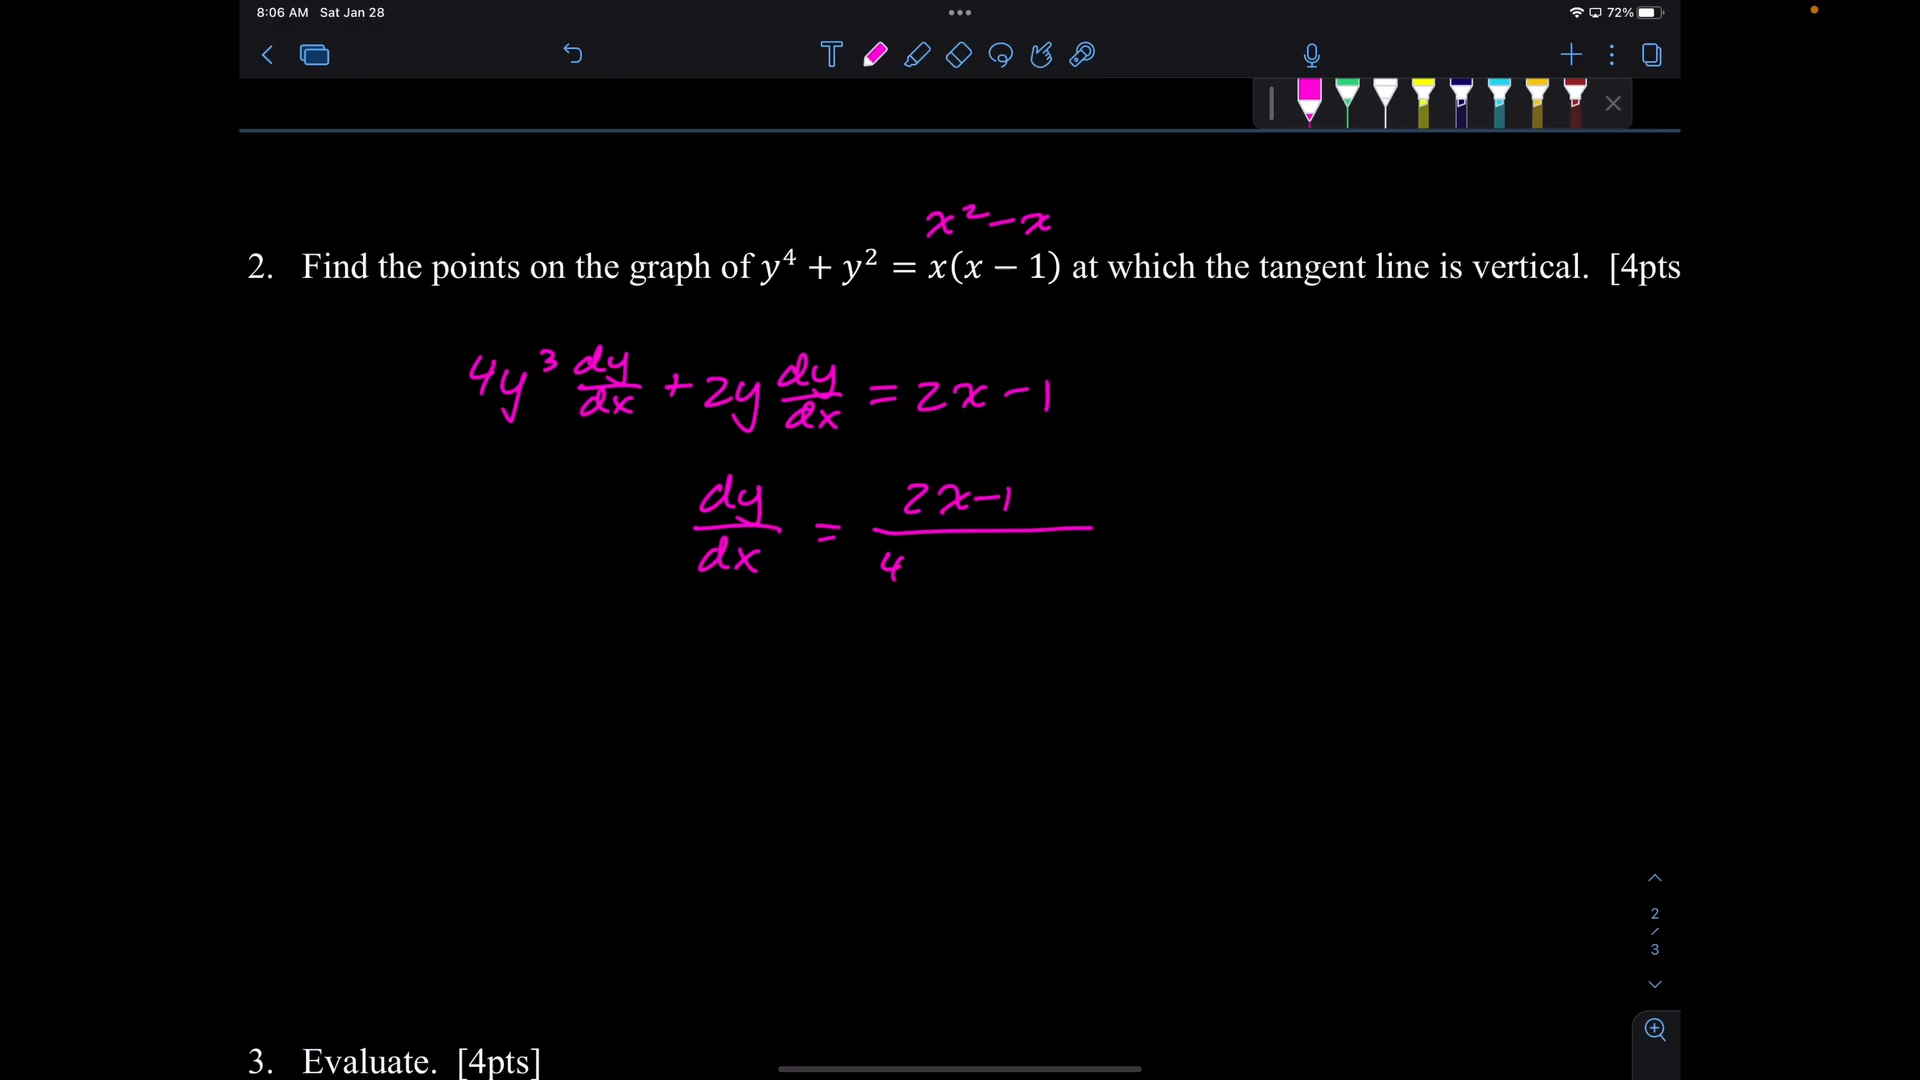 8:06 AM Sat Jan 28
72%
T
x² − x
2. Find the points on the graph of y⁴ + y² = x(x − 1) at which the tangent line is vertical. [4pts
4y³ dy/dx + 2y dy/dx = 2x − 1
dy/dx = 2x−1 / 4
2
/
3
3. Evaluate. [4pts]